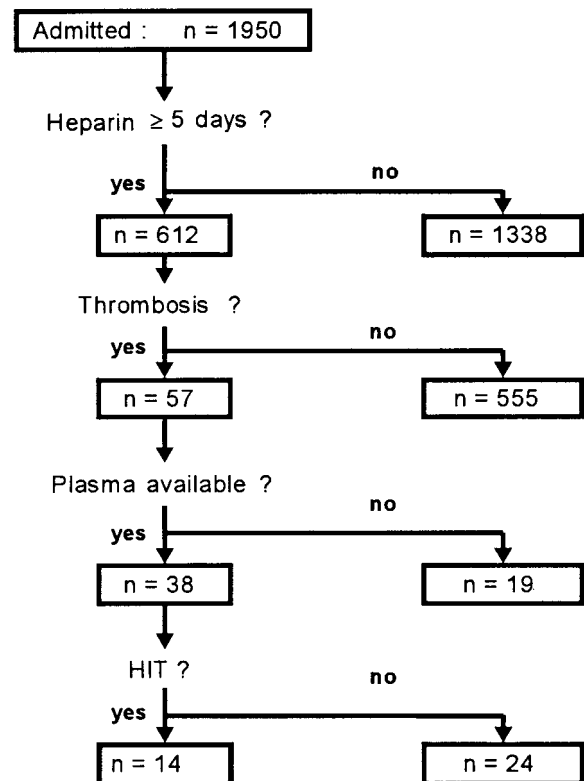 Admitted : n = 1950
Heparin ≥ 5 days ?
yes no
n = 612 n = 1338
Thrombosis ?
yes no
n = 57 n = 555
Plasma available ?
yes no
n = 38 n = 19
HIT ?
yes no
n = 14 n = 24